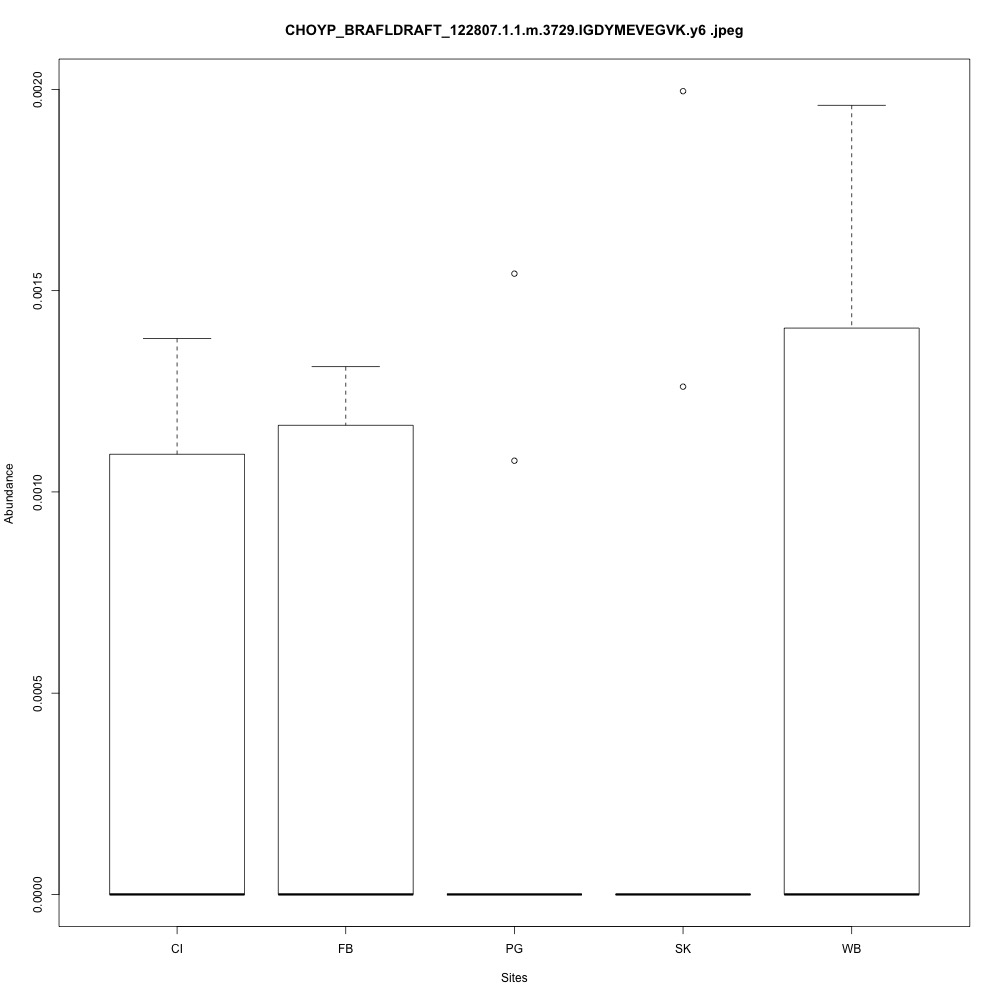 CHOYP_BRAFLDRAFT_122807.1.1.m.3729.IGDYMEVEGVK.y6 .jpeg
0.0020
0.0015
0.0010
0.0005
0.0000
Abundance
CI FB PG SK WB
Sites